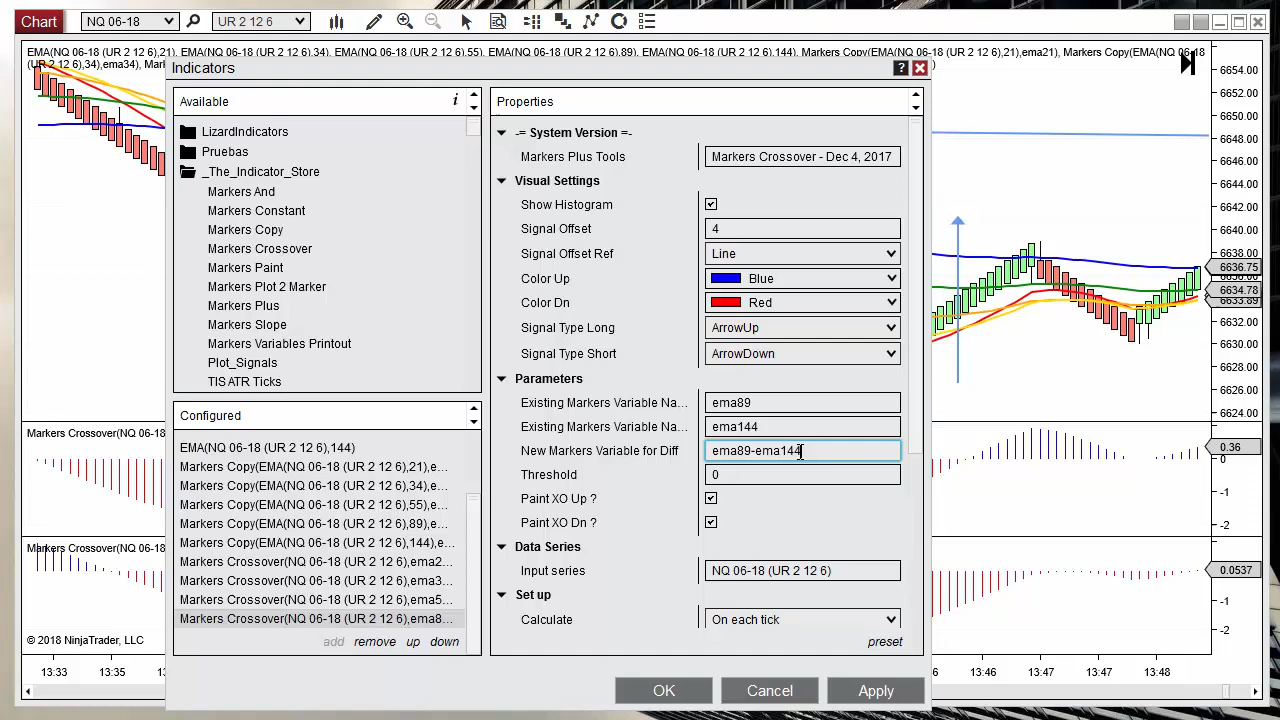 Chart
NQ 06-18
UR 2 12 6
EMA(NQ 06-18 (UR 2 12 6),21), EMA(NQ 06-18 (UR 2 12 6),34), EMA(NQ 06-18 (UR 2 12 6),55), EMA(NQ 06-18 (UR 2 12 6),89), EMA(NQ 06-18 (UR 2 12 6),144), Markers Copy(EMA(NQ 06-18 (UR 2 12 6),21),ema21), Markers Copy(EMA(NQ 06-18
(UR 2 12 6),34),ema34), Mark
Indicators
?
Available
i
LizardIndicators
Pruebas
_The_Indicator_Store
Markers And
Markers Constant
Markers Copy
Markers Crossover
Markers Paint
Markers Plot 2 Marker
Markers Plus
Markers Slope
Markers Variables Printout
Plot_Signals
TIS ATR Ticks
Configured
EMA(NQ 06-18 (UR 2 12 6),144)
Markers Copy(EMA(NQ 06-18 (UR 2 12 6),21),e...
Markers Copy(EMA(NQ 06-18 (UR 2 12 6),34),e...
Markers Copy(EMA(NQ 06-18 (UR 2 12 6),55),e...
Markers Copy(EMA(NQ 06-18 (UR 2 12 6),89),e...
Markers Copy(EMA(NQ 06-18 (UR 2 12 6),144),e...
Markers Crossover(NQ 06-18 (UR 2 12 6),ema2...
Markers Crossover(NQ 06-18 (UR 2 12 6),ema3...
Markers Crossover(NQ 06-18 (UR 2 12 6),ema5...
Markers Crossover(NQ 06-18 (UR 2 12 6),ema8...
add remove up down
Properties
-= System Version =-
Markers Plus Tools Markers Crossover - Dec 4, 2017
Visual Settings
Show Histogram
Signal Offset 4
Signal Offset Ref Line
Color Up Blue
Color Dn Red
Signal Type Long ArrowUp
Signal Type Short ArrowDown
Parameters
Existing Markers Variable Na... ema89
Existing Markers Variable Na... ema144
New Markers Variable for Diff ema89-ema144
Threshold 0
Paint XO Up ?
Paint XO Dn ?
Data Series
Input series NQ 06-18 (UR 2 12 6)
Set up
Calculate On each tick
preset
OK Cancel Apply
Markers Crossover(NQ 06-18
Markers Crossover(NQ 06-18
© 2018 NinjaTrader, LLC
13:33
13:35
13:46
13:47
13:47
13:48
6654.00
6650.00
6648.00
6646.00
6644.00
6642.00
6640.00
6638.00
6636.75
6634.78
6632.00
6630.00
6628.00
6626.00
6624.00
0.36
0
-1
-2
0.0537
-1
-2